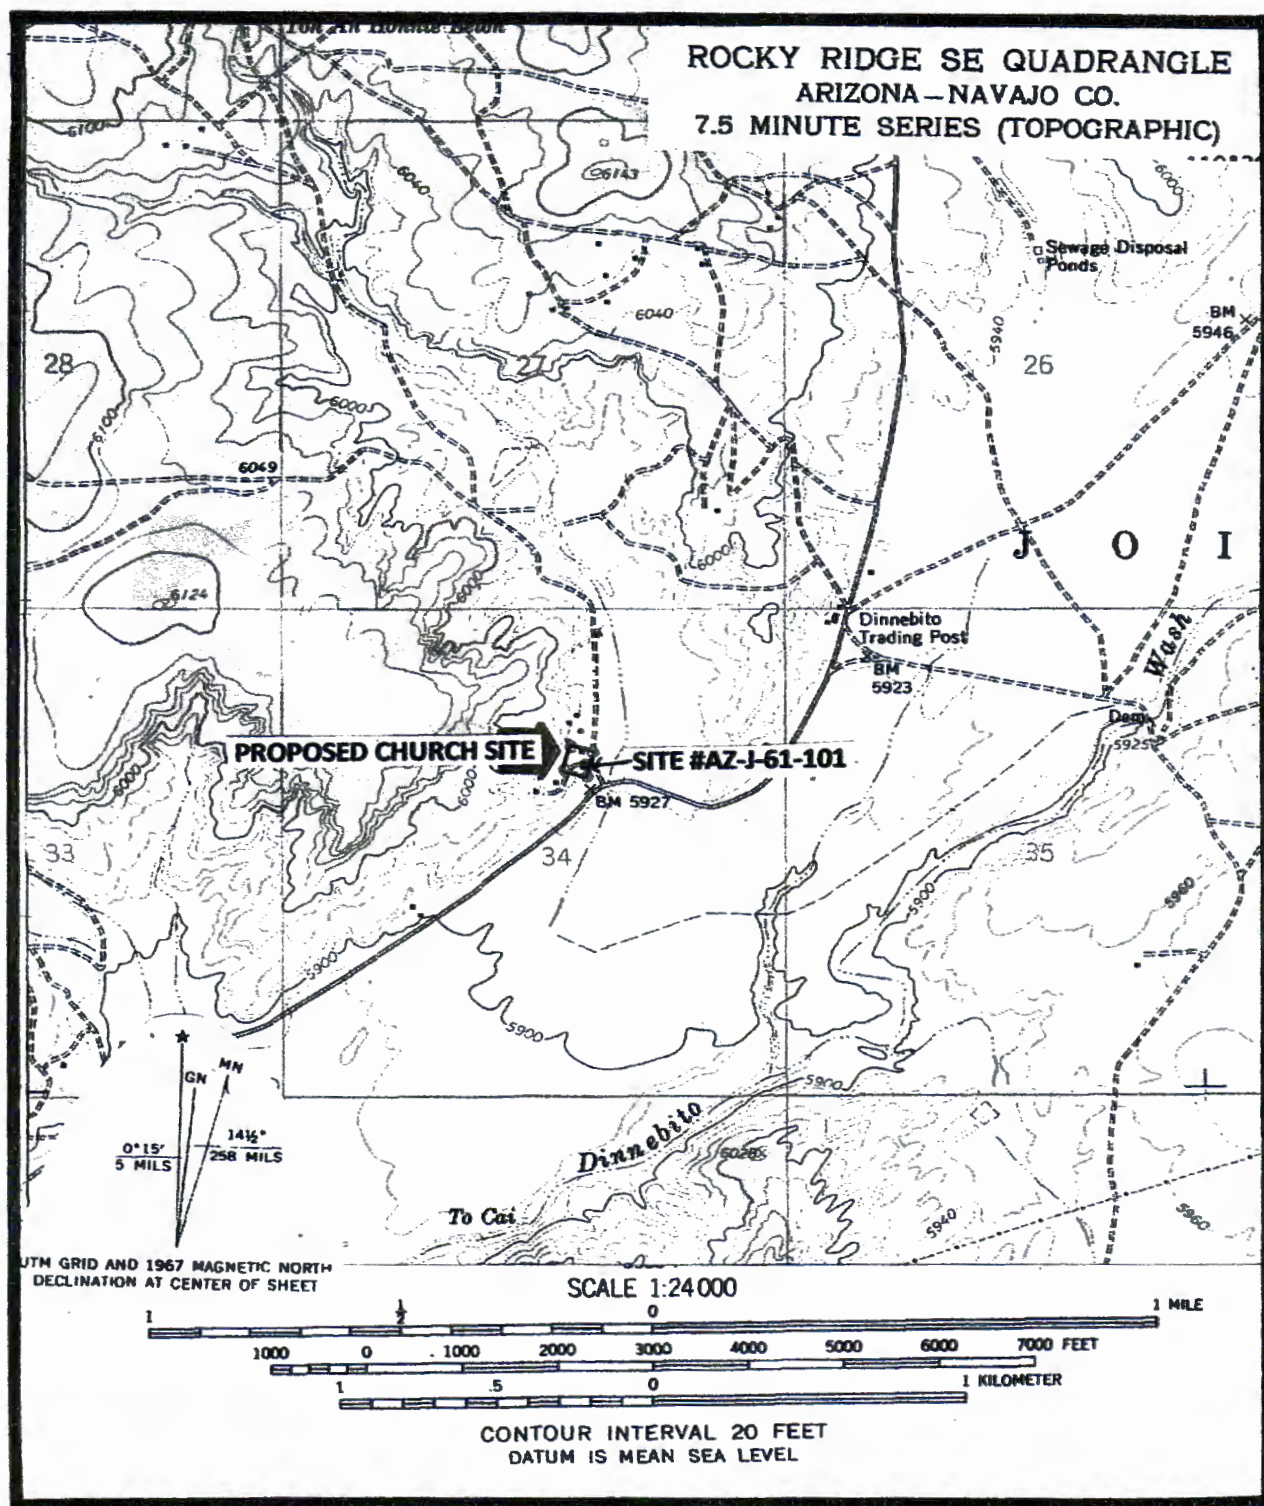 ROCKY RIDGE SE QUADRANGLE
ARIZONA—NAVAJO CO.
7.5 MINUTE SERIES (TOPOGRAPHIC)
6100
6040
6143
6000
Sewage Disposal
Ponds
BM
5946
6040
5940
28
27
26
6000
6100
6049
6000
6000
J O I
6124
Dinnebito
Trading Post
BM
5923
Wash
Dam
5925
PROPOSED CHURCH SITE
SITE #AZ-J-61-101
6000
6000
BM 5927
33
34
35
5900
5960
5900
5900
5900
GN
MN
0°15'
5 MILS
14½°
258 MILS
Dinnebito
6028
To Cai
5940
5960
UTM GRID AND 1967 MAGNETIC NORTH
DECLINATION AT CENTER OF SHEET
SCALE 1:24000
1 ½ 0 1 MILE
1000 0 1000 2000 3000 4000 5000 6000 7000 FEET
1 .5 0 1 KILOMETER
CONTOUR INTERVAL 20 FEET
DATUM IS MEAN SEA LEVEL